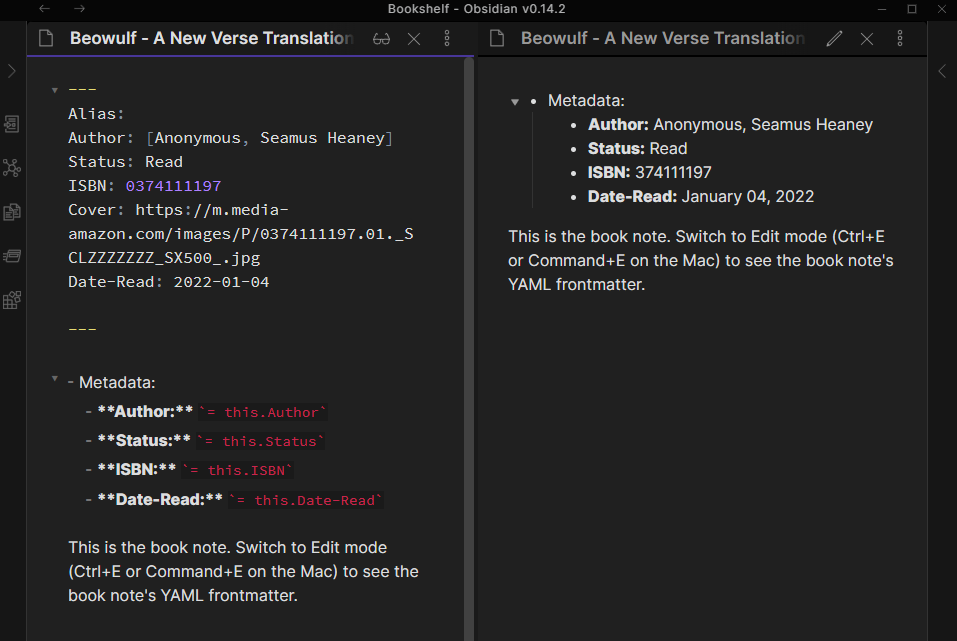 Bookshelf - Obsidian v0.14.2
Beowulf - A New Verse Translation
---
Alias:
Author: [Anonymous, Seamus Heaney]
Status: Read
ISBN: 0374111197
Cover: https://m.media-
amazon.com/images/P/0374111197.01._S
CLZZZZZZZ_SX500_.jpg
Date-Read: 2022-01-04
---
- Metadata:
- **Author:** `= this.Author`
- **Status:** `= this.Status`
- **ISBN:** `= this.ISBN`
- **Date-Read:** `= this.Date-Read`
This is the book note. Switch to Edit mode
(Ctrl+E or Command+E on the Mac) to see the
book note's YAML frontmatter.
Beowulf - A New Verse Translation
• Metadata:
• Author: Anonymous, Seamus Heaney
• Status: Read
• ISBN: 374111197
• Date-Read: January 04, 2022
This is the book note. Switch to Edit mode (Ctrl+E
or Command+E on the Mac) to see the book note's
YAML frontmatter.